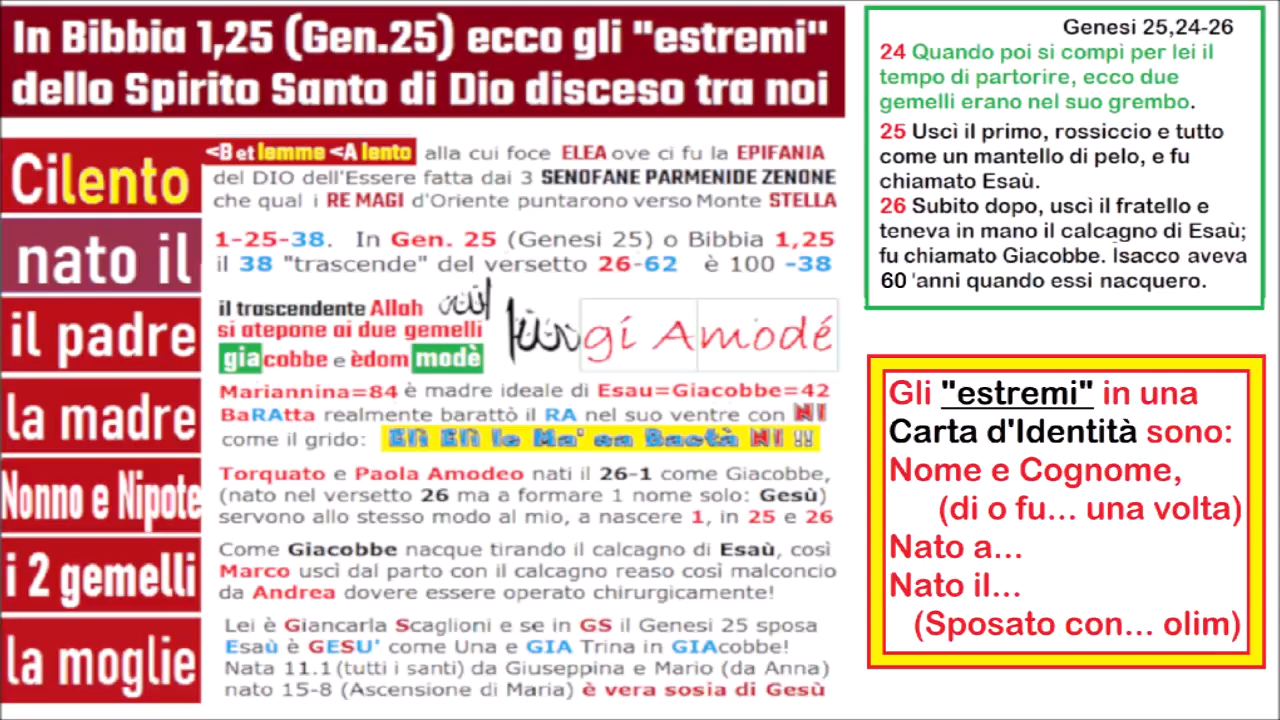 In Bibbia 1,25 (Gen.25) ecco gli "estremi"
dello Spirito Santo di Dio disceso tra noi
Cilento
<Betlemme <Alento alla cui foce ELEA ove ci fu la EPIFANIA
del DIO dell'Essere fatta dai 3 SENOFANE PARMENIDE ZENONE
che qual i RE MAGI d'Oriente puntarono verso Monte STELLA
nato il
1-25-38. In Gen. 25 (Genesi 25) o Bibbia 1,25
il 38 "trascende" del versetto 26-62 è 100 -38
il padre
il trascendente Allah الله
si atepone ai due gemelli
giacobbe e èdom modè
gí Amodé
la madre
Mariannina=84 è madre ideale di Esau=Giacobbe=42
BaRAtta realmente barattò il RA nel suo ventre con NI
come il grido: Elì Elì le Ma' sa Bactà NI !!
Nonno e Nipote
Torquato e Paola Amodeo nati il 26-1 come Giacobbe,
(nato nel versetto 26 ma a formare 1 nome solo: Gesù)
servono allo stesso modo al mio, a nascere 1, in 25 e 26
i 2 gemelli
Come Giacobbe nacque tirando il calcagno di Esaù, così
Marco uscì dal parto con il calcagno reaso così malconcio
da Andrea dovere essere operato chirurgicamente!
la moglie
Lei è Giancarla Scaglioni e se in GS il Genesi 25 sposa
Esaù è GESU' come Una e GIA Trina in GIAcobbe!
Nata 11.1 (tutti i santi) da Giuseppina e Mario (da Anna)
nato 15-8 (Ascensione di Maria) è vera sosia di Gesù
Genesi 25,24-26
24 Quando poi si compì per lei il
tempo di partorire, ecco due
gemelli erano nel suo grembo.
25 Uscì il primo, rossiccio e tutto
come un mantello di pelo, e fu
chiamato Esaù.
26 Subito dopo, uscì il fratello e
teneva in mano il calcagno di Esaù;
fu chiamato Giacobbe. Isacco aveva
60 'anni quando essi nacquero.
Gli "estremi" in una
Carta d'Identità sono:
Nome e Cognome,
(di o fu... una volta)
Nato a...
Nato il...
(Sposato con... olim)